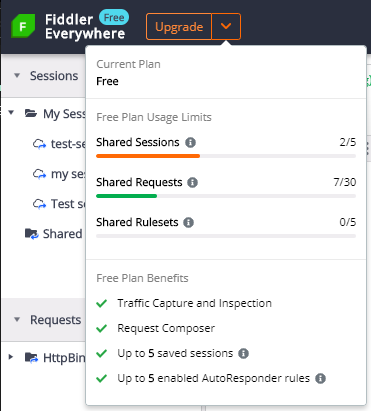 Fiddler Free
Everywhere
Upgrade
Sessions
My Sess
test-se
my ses
Test se
Shared
Requests
HttpBin
Current Plan
Free
Free Plan Usage Limits
Shared Sessions 2/5
Shared Requests 7/30
Shared Rulesets 0/5
Free Plan Benefits
Traffic Capture and Inspection
Request Composer
Up to 5 saved sessions
Up to 5 enabled AutoResponder rules